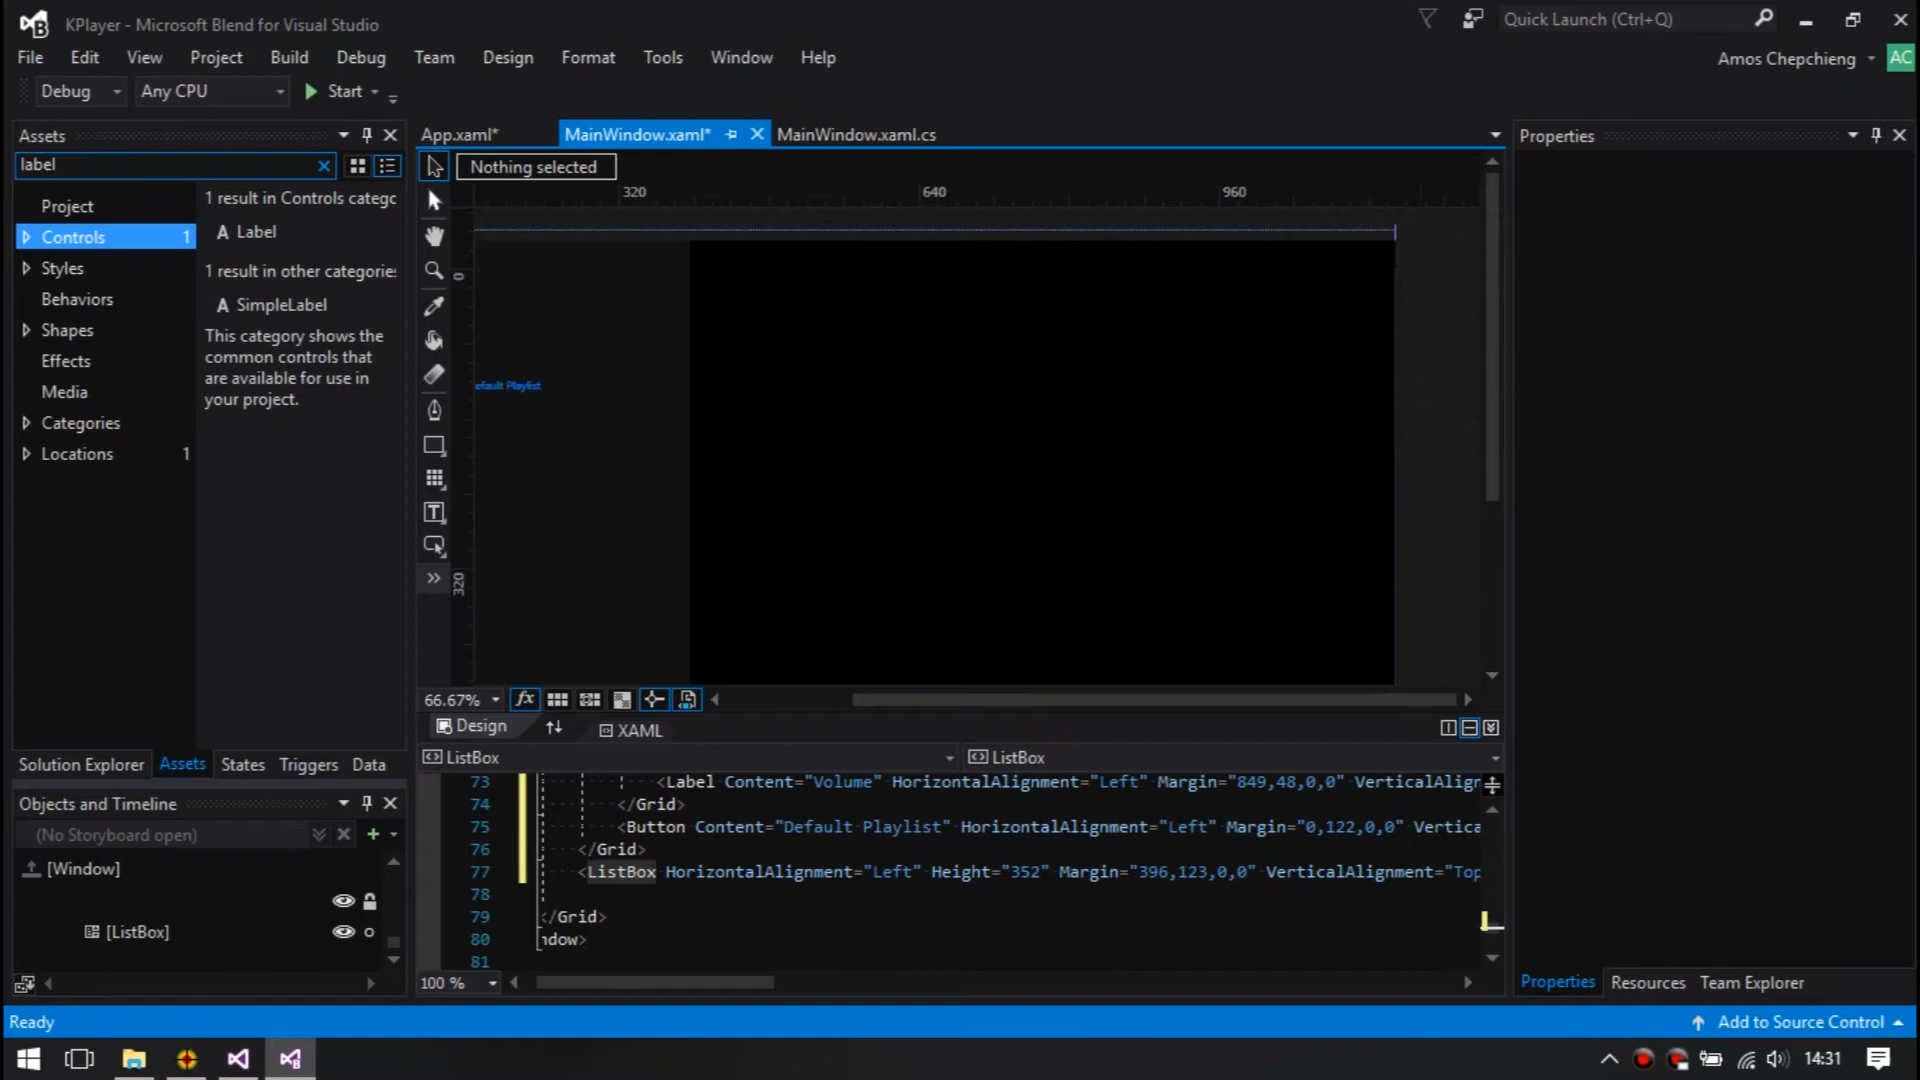 KPlayer - Microsoft Blend for Visual Studio
Quick Launch (Ctrl+Q)
File Edit View Project Build Debug Team Tools Window Design Format Help
Amos Chepchieng AC
Debug Any CPU Start
Assets
App.xaml* MainWindow.xaml* MainWindow.xaml.cs
Properties
label
Nothing selected
320 640 960
Project
Controls 1
Styles
Behaviors
Shapes
Effects
Media
Categories
Locations 1
1 result in Controls catego
A Label
1 result in other categories
A SimpleLabel
This category shows the
common controls that
are available for use in
your project.
0
efault Playlist
320
66.67% fx
Design XAML
ListBox ListBox
Solution Explorer Assets States Triggers Data
Objects and Timeline
(No Storyboard open)
[Window]
[ListBox]
73 <Label Content="Volume" HorizontalAlignment="Left" Margin="849,48,0,0" VerticalAlign
74 </Grid>
75 <Button Content="Default Playlist" HorizontalAlignment="Left" Margin="0,122,0,0" Vertica
76 </Grid>
77 <ListBox HorizontalAlignment="Left" Height="352" Margin="396,123,0,0" VerticalAlignment="Top
78
79 </Grid>
80 ndow>
81
100 %
Properties Resources Team Explorer
Ready
Add to Source Control
14:31